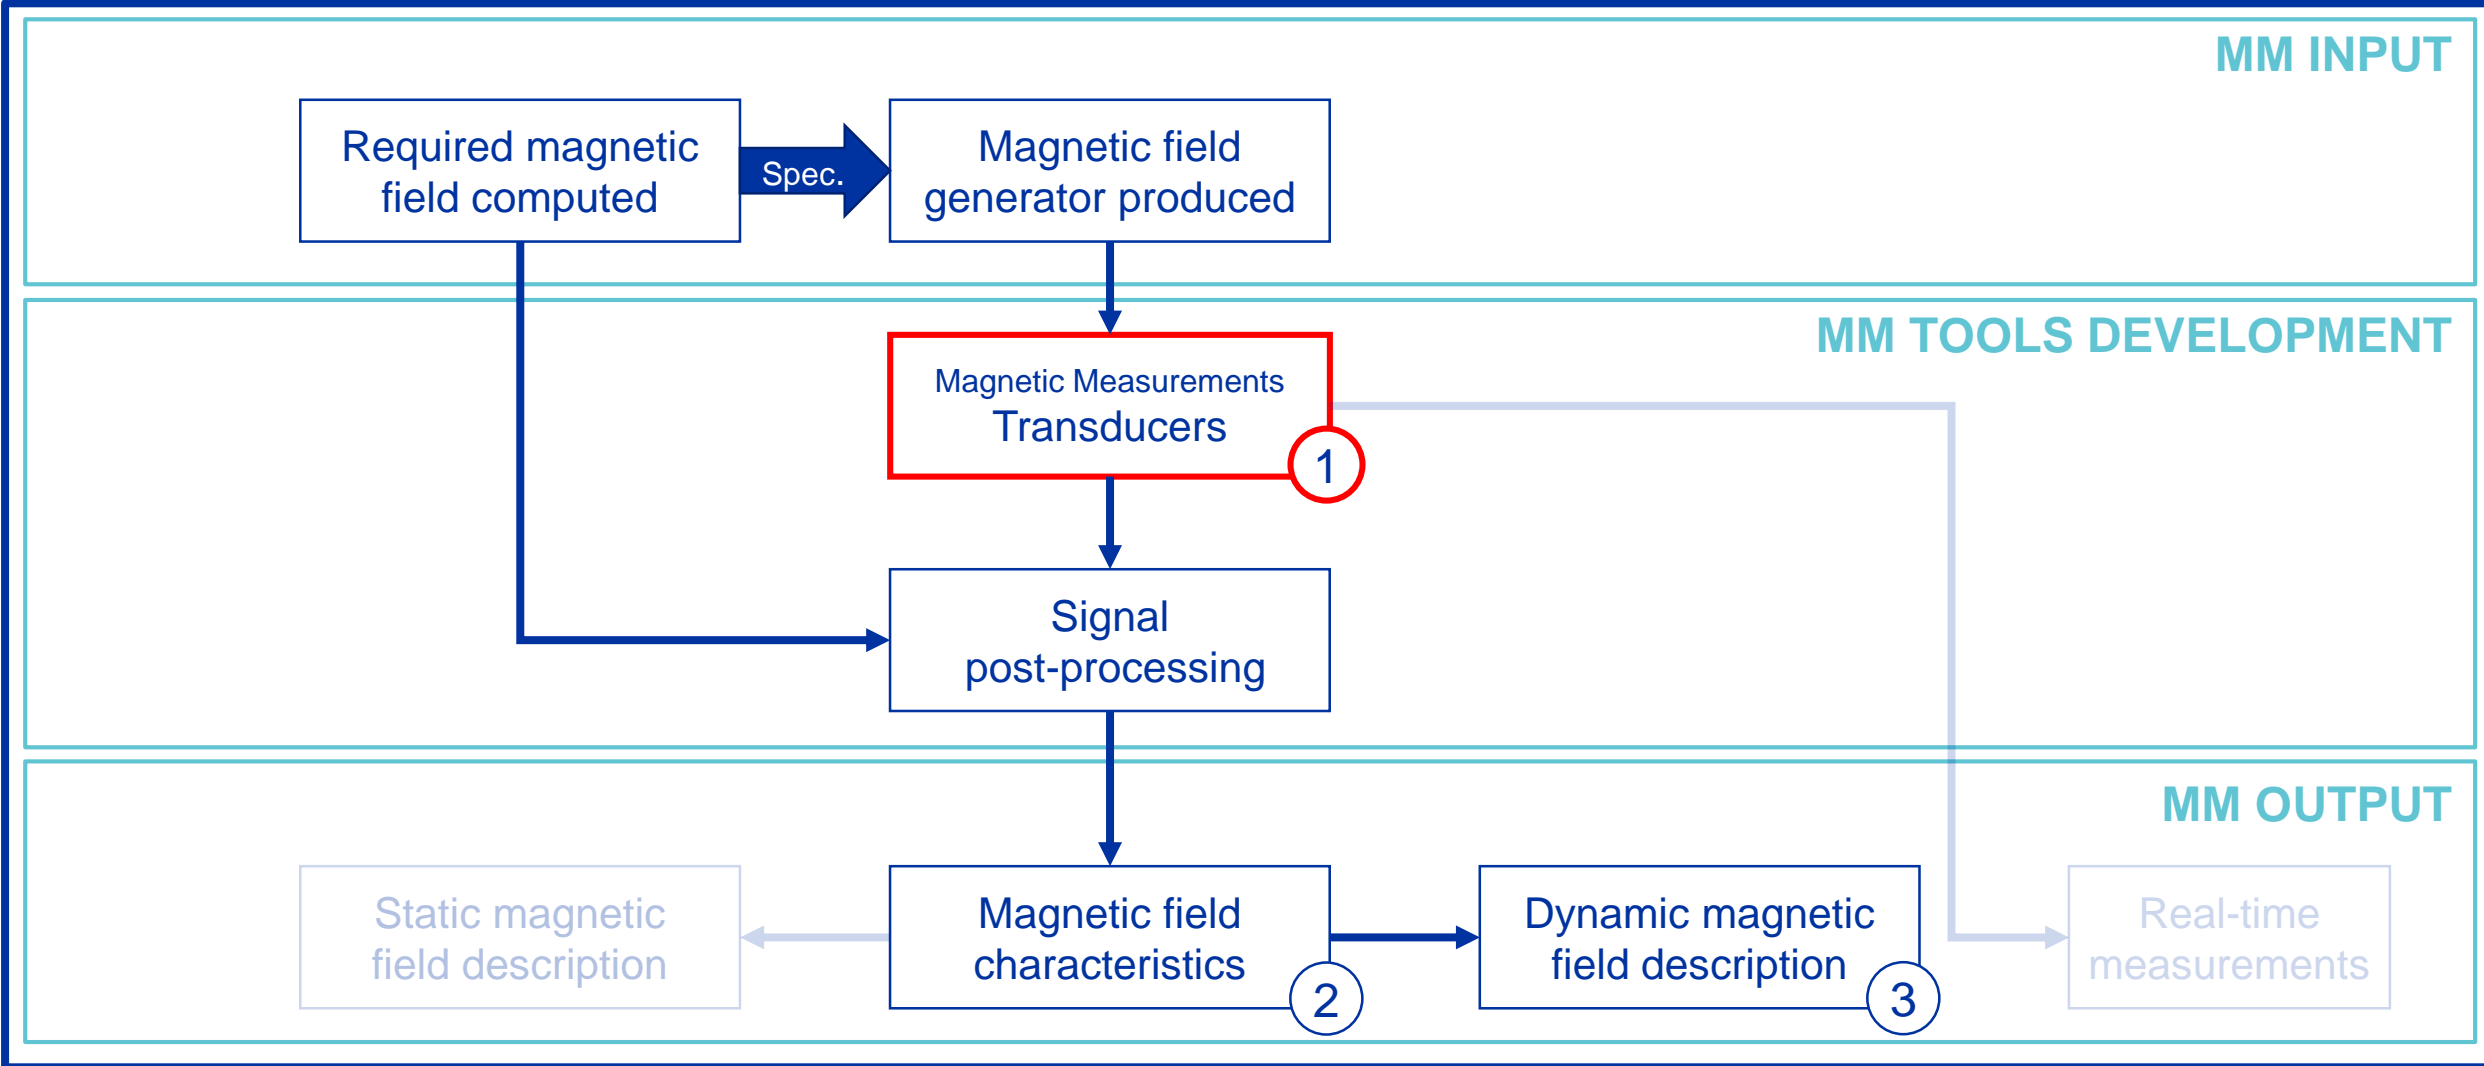 MM INPUT
Required magnetic
field computed
Spec.
Magnetic field
generator produced
MM TOOLS DEVELOPMENT
Magnetic Measurements
Transducers
1
Signal
post-processing
MM OUTPUT
Static magnetic
field description
Magnetic field
characteristics
2
Dynamic magnetic
field description
3
Real-time
measurements